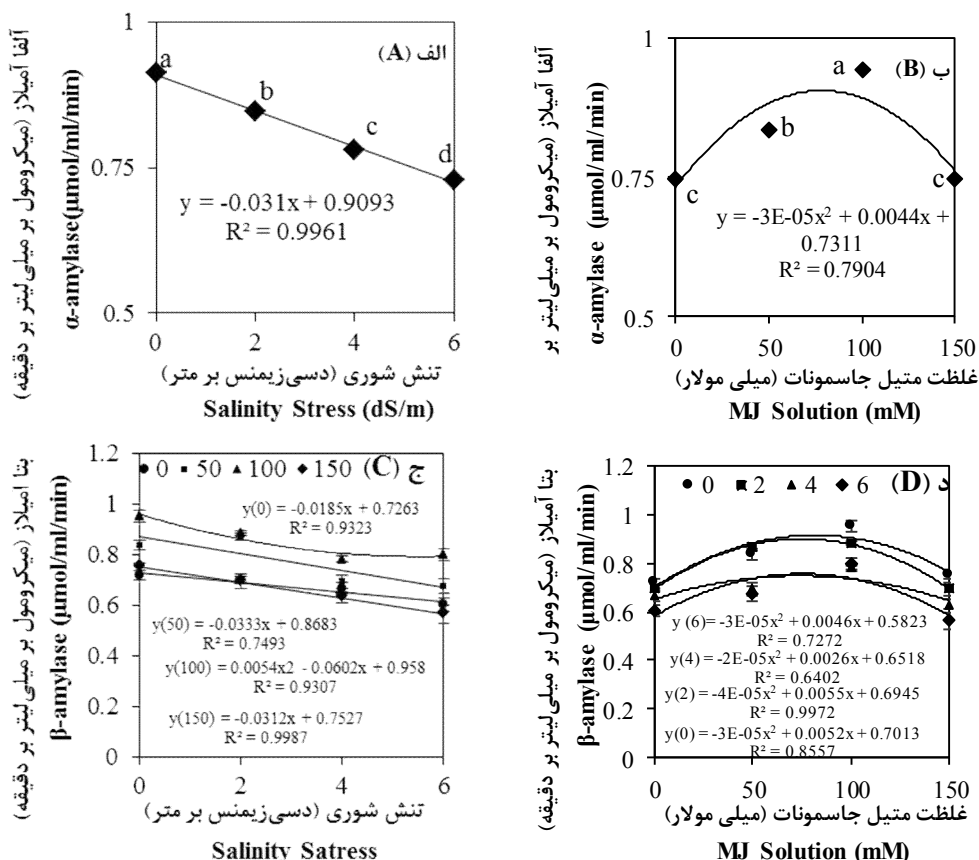 آلفا آمیلاز (میکرومول بر میلی‌لیتر بر دقیقه)
α-amylase(µmol/ml/min)
1
0.75
0.5
الف (A)
a
b
c
d
y = -0.031x + 0.9093
R² = 0.9961
0 2 4 6
تنش شوری (دسی‌زیمنس بر متر)
Salinity Stress (dS/m)
آلفا آمیلاز (میکرومول بر میلی‌لیتر بر
α-amylase (µmol/ml/min)
1
0.75
0.5
ب (B)
a
b
c
c
y = -3E-05x² + 0.0044x +
0.7311
R² = 0.7904
0 50 100 150
غلظت متیل جاسمونات (میلی مولار)
MJ Solution (mM)
بتا آمیلاز (میکرومول بر میلی‌لیتر بر دقیقه)
β-amylase (µmol/ml/min)
1.2
1
0.8
0.6
0.4
0.2
0
0 50 100 150
ج (C)
y(0) = -0.0185x + 0.7263
R² = 0.9323
y(50) = -0.0333x + 0.8683
R² = 0.7493
y(100) = 0.0054x2 - 0.0602x + 0.958
R² = 0.9307
y(150) = -0.0312x + 0.7527
R² = 0.9987
0 2 4 6
تنش شوری (دسی‌زیمنس بر متر)
Salinity Satress
بتا آمیلاز (میکرومول بر میلی‌لیتر بر دقیقه)
β-amylase (µmol/ml/min)
1.2
1
0.8
0.6
0.4
0.2
0
0 2 4 6
د (D)
y (6) = -3E-05x² + 0.0046x + 0.5823
R² = 0.7272
y(4) = -2E-05x² + 0.0026x + 0.6518
R² = 0.6402
y(2) = -4E-05x² + 0.0055x + 0.6945
R² = 0.9972
y(0) = -3E-05x² + 0.0052x + 0.7013
R² = 0.8557
0 50 100 150
غلظت متیل جاسمونات (میلی مولار)
MJ Solution (mM)